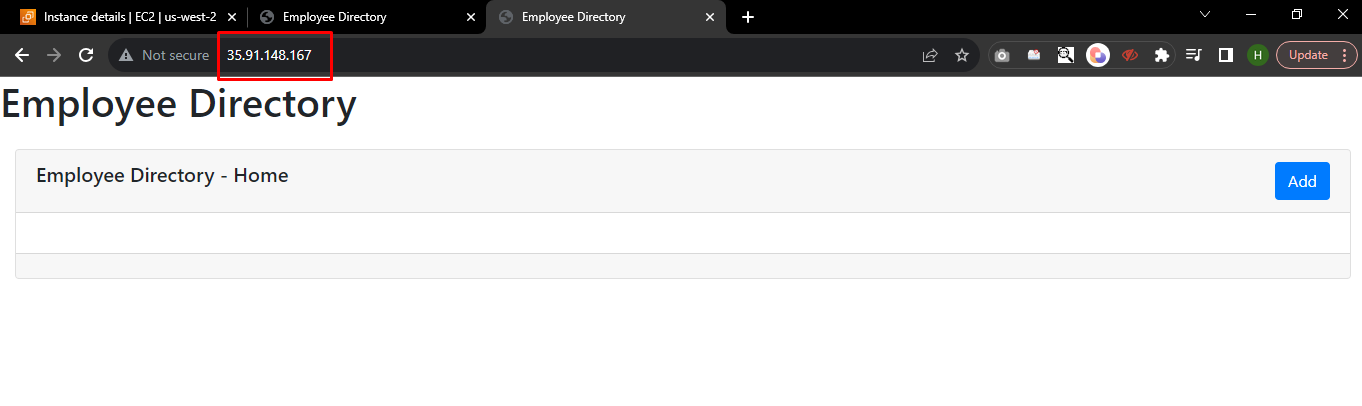 Instance details | EC2 | us-west-2
Employee Directory
Employee Directory
Not secure
35.91.148.167
H
Update
Employee Directory
Employee Directory - Home
Add